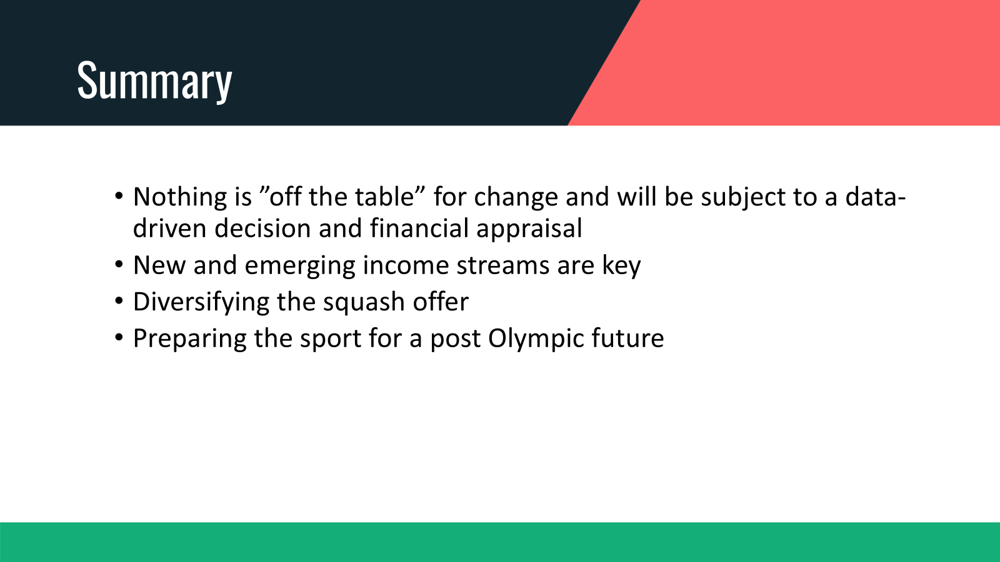 Summary
• Nothing is ”off the table” for change and will be subject to a data-
driven decision and financial appraisal
• New and emerging income streams are key
• Diversifying the squash offer
• Preparing the sport for a post Olympic future